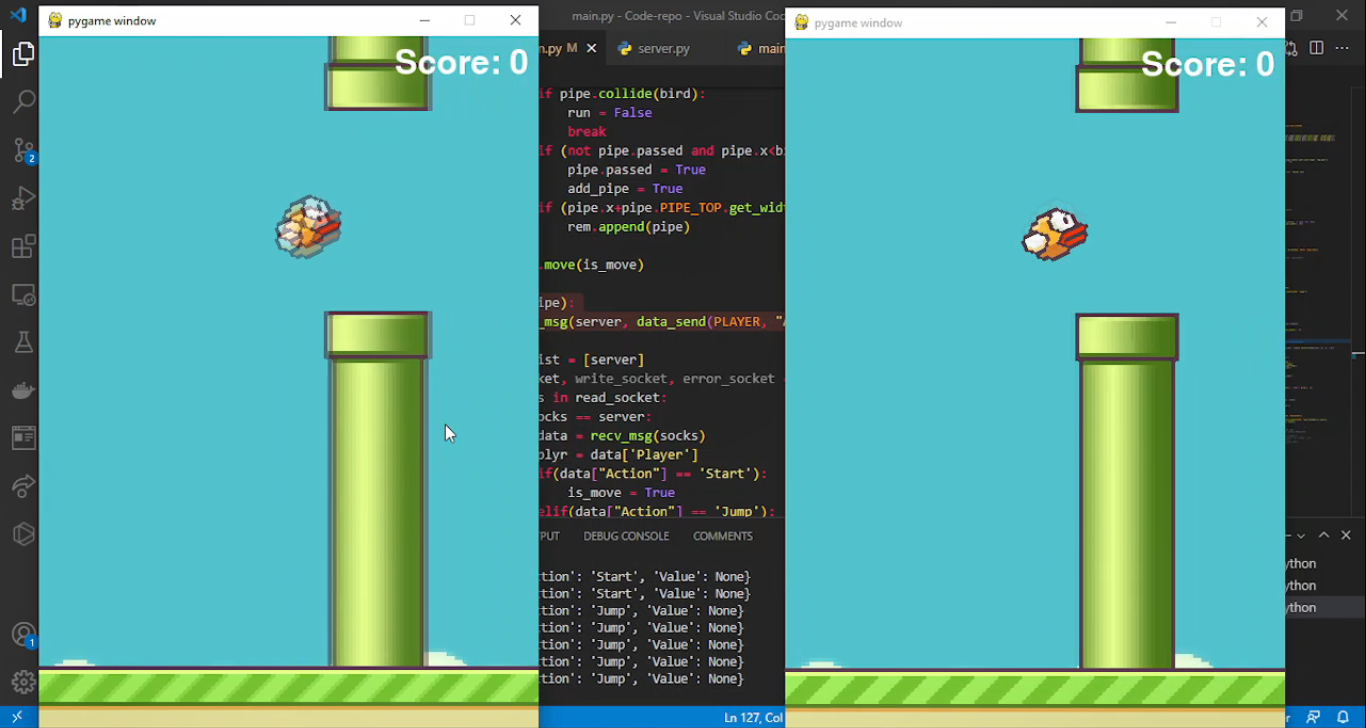 pygame window
Score: 0
main.py - Code-repo - Visual Studio Coc
n.py M
server.py
main
if pipe.collide(bird):
run = False
break
if (not pipe.passed and pipe.x<b
pipe.passed = True
add_pipe = True
if (pipe.x+pipe.PIPE_TOP.get_wid
rem.append(pipe)
.move(is_move)
ipe):
_msg(server, data_send(PLAYER, "
ist = [server]
ket, write_socket, error_socket
s in read_socket:
ocks == server:
data = recv_msg(socks)
plyr = data['Player']
if(data["Action"] == 'Start'):
is_move = True
elif(data["Action"] == 'Jump'):
PUT DEBUG CONSOLE COMMENTS
tion': 'Start', 'Value': None}
tion': 'Start', 'Value': None}
tion': 'Jump', 'Value': None}
tion': 'Jump', 'Value': None}
tion': 'Jump', 'Value': None}
tion': 'Jump', 'Value': None}
tion': 'Jump', 'Value': None}
Ln 127, Col
pygame window
Score: 0
ython
ython
ython
2
1